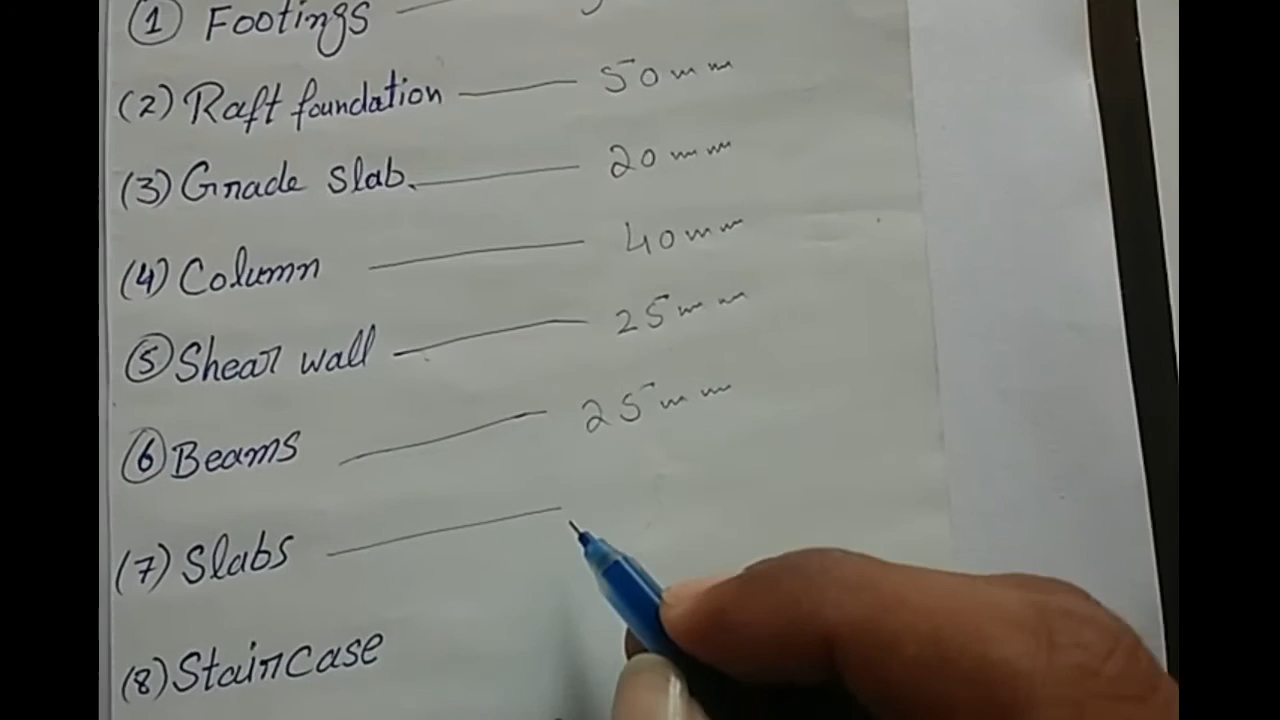 ① Footings
(2) Raft foundation — 50mm
(3) Grade slab. — 20mm
(4) Column — 40mm
⑤ Shear wall — 25mm
⑥ Beams — 25mm
(7) Slabs —
(8) Staircase